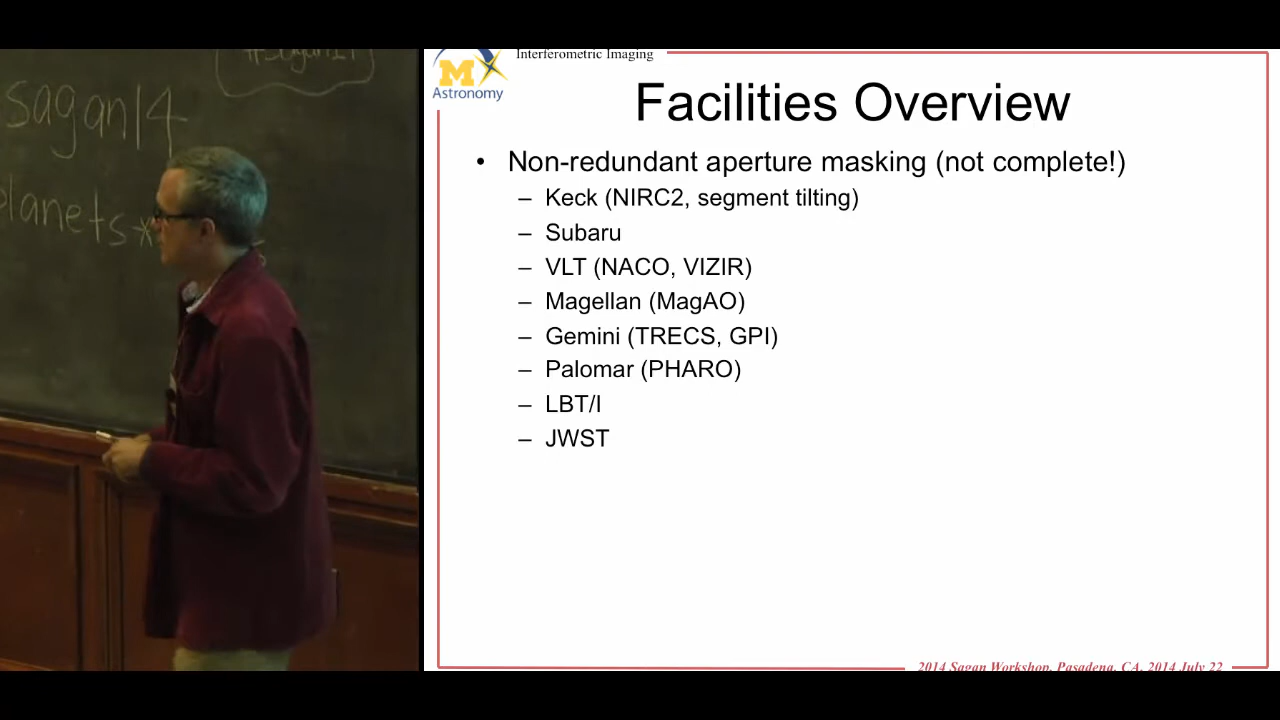 sagan14
planets*
Interferometric Imaging
M
Astronomy
Facilities Overview
• Non-redundant aperture masking (not complete!)
– Keck (NIRC2, segment tilting)
– Subaru
– VLT (NACO, VIZIR)
– Magellan (MagAO)
– Gemini (TRECS, GPI)
– Palomar (PHARO)
– LBT/I
– JWST
2014 Sagan Workshop, Pasadena, CA, 2014 July 22